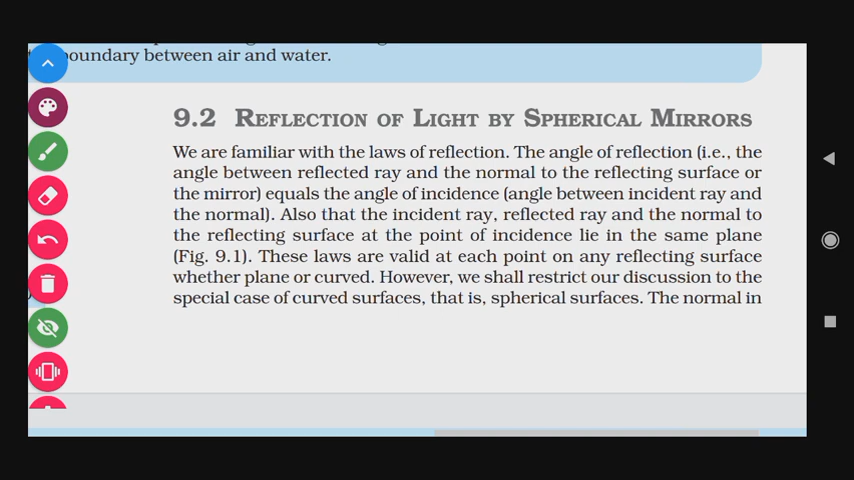 boundary between air and water.
9.2 REFLECTION OF LIGHT BY SPHERICAL MIRRORS
We are familiar with the laws of reflection. The angle of reflection (i.e., the
angle between reflected ray and the normal to the reflecting surface or
the mirror) equals the angle of incidence (angle between incident ray and
the normal). Also that the incident ray, reflected ray and the normal to
the reflecting surface at the point of incidence lie in the same plane
(Fig. 9.1). These laws are valid at each point on any reflecting surface
whether plane or curved. However, we shall restrict our discussion to the
special case of curved surfaces, that is, spherical surfaces. The normal in